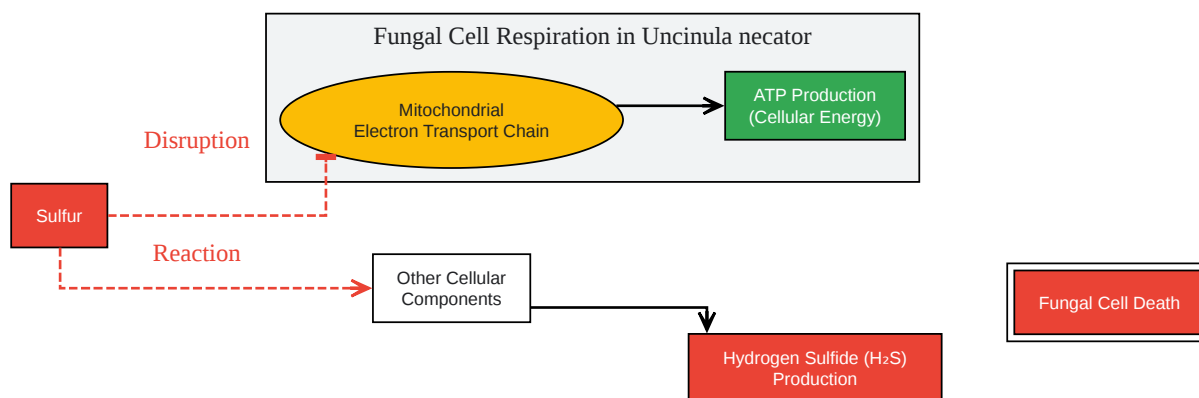 Fungal Cell Respiration in Uncinula necator
Mitochondrial
Electron Transport Chain
ATP Production
(Cellular Energy)
Disruption
Sulfur
Reaction
Other Cellular
Components
Fungal Cell Death
Hydrogen Sulfide (H₂S)
Production